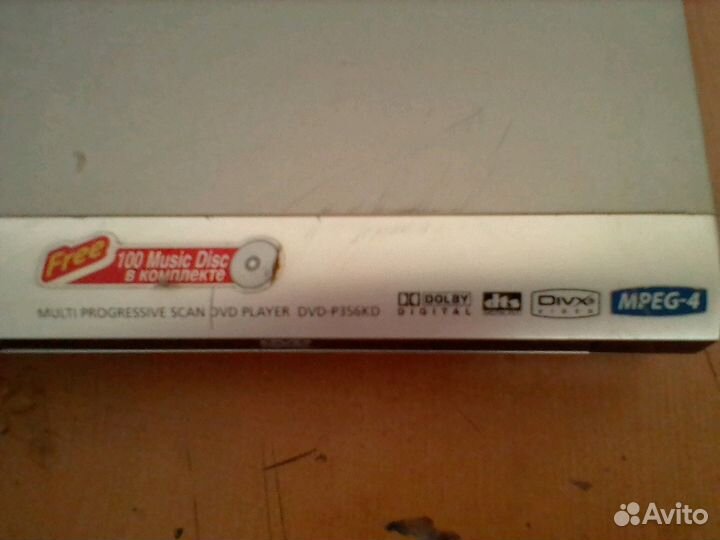 Free
100 Music Disc
В КОМПЛЕКТЕ
MULTI PROGRESSIVE SCAN DVD PLAYER DVD-P356KD
DOLBY
DIGITAL
dts
DIVX
VIDEO
MPEG-4
Avito